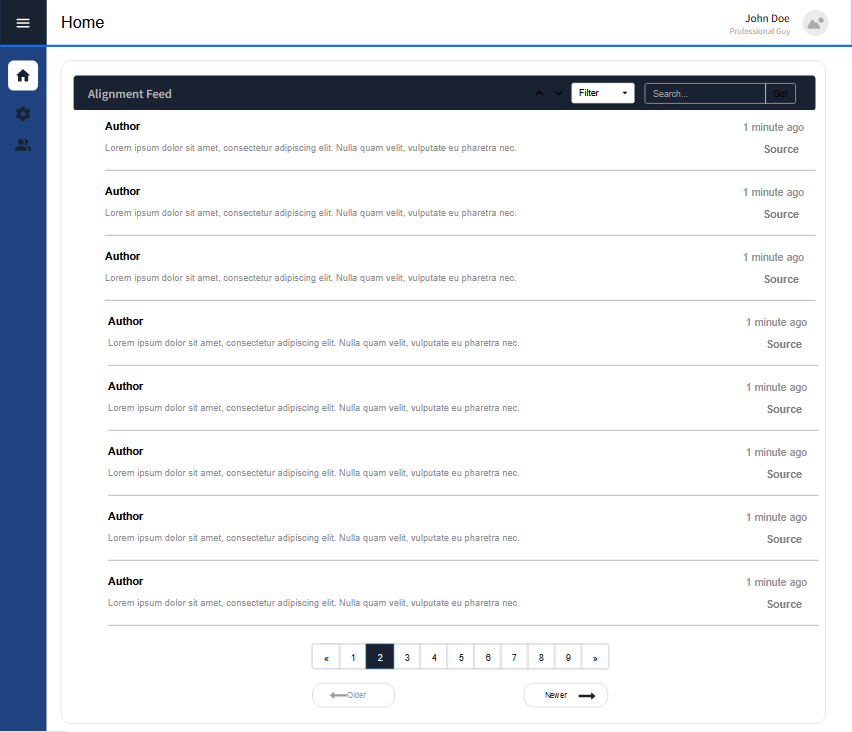 Home
John Doe
Professional Guy
Alignment Feed
Filter
Search...
Go!
Author
1 minute ago
Lorem ipsum dolor sit amet, consectetur adipiscing elit. Nulla quam velit, vulputate eu pharetra nec.
Source
Author
1 minute ago
Lorem ipsum dolor sit amet, consectetur adipiscing elit. Nulla quam velit, vulputate eu pharetra nec.
Source
Author
1 minute ago
Lorem ipsum dolor sit amet, consectetur adipiscing elit. Nulla quam velit, vulputate eu pharetra nec.
Source
Author
1 minute ago
Lorem ipsum dolor sit amet, consectetur adipiscing elit. Nulla quam velit, vulputate eu pharetra nec.
Source
Author
1 minute ago
Lorem ipsum dolor sit amet, consectetur adipiscing elit. Nulla quam velit, vulputate eu pharetra nec.
Source
Author
1 minute ago
Lorem ipsum dolor sit amet, consectetur adipiscing elit. Nulla quam velit, vulputate eu pharetra nec.
Source
Author
1 minute ago
Lorem ipsum dolor sit amet, consectetur adipiscing elit. Nulla quam velit, vulputate eu pharetra nec.
Source
Author
1 minute ago
Lorem ipsum dolor sit amet, consectetur adipiscing elit. Nulla quam velit, vulputate eu pharetra nec.
Source
« 1 2 3 4 5 6 7 8 9 »
Older
Newer